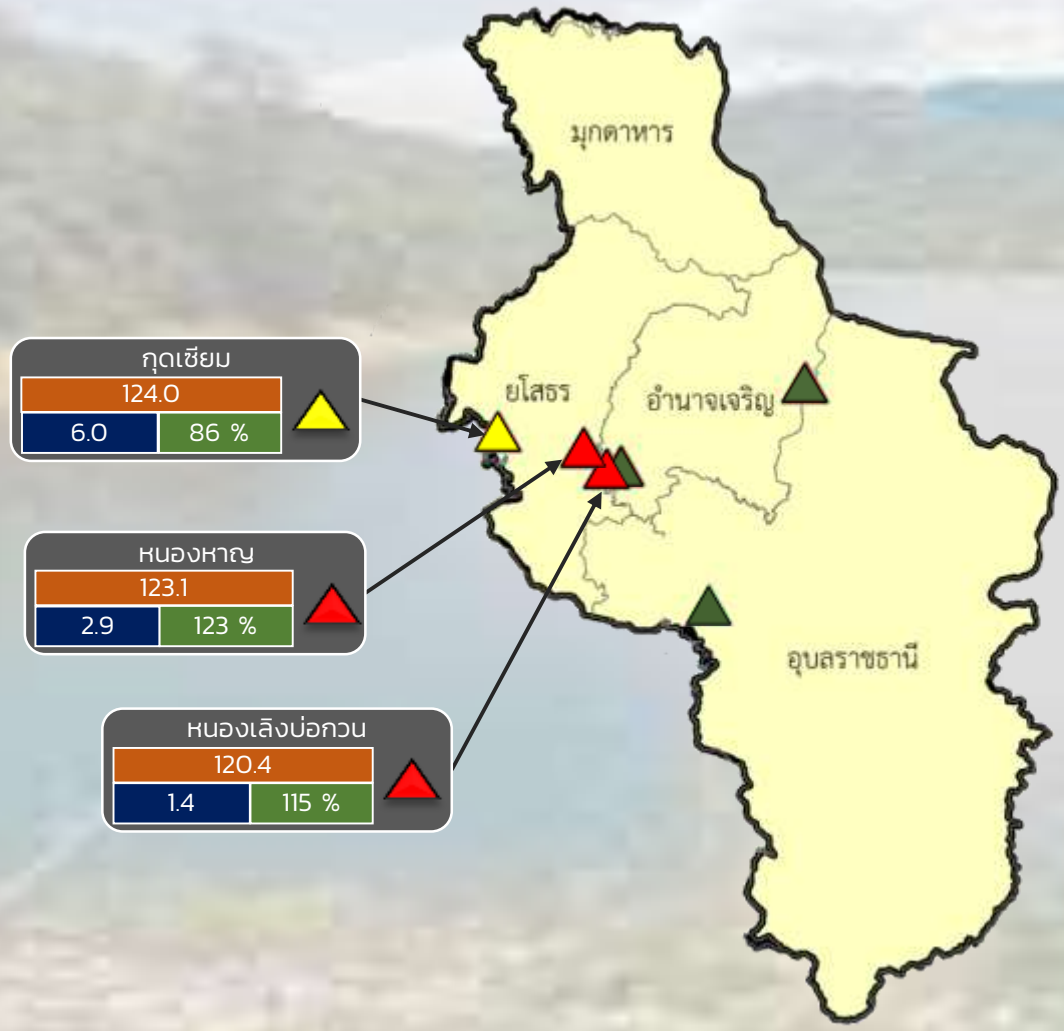 มุกดาหาร
ยโสธร
อำนาจเจริญ
อุบลราชธานี
กุดเซียม
124.0
6.0 86 %
หนองหาญ
123.1
2.9 123 %
หนองเลิงบ่อกวน
120.4
1.4 115 %